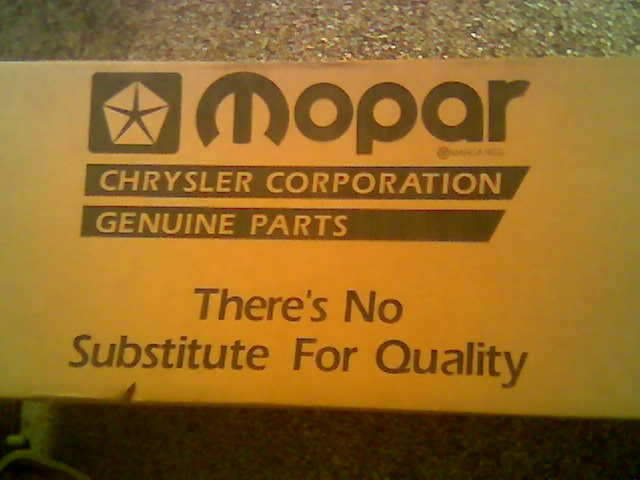 mopar
CHRYSLER CORPORATION
GENUINE PARTS
There's No
Substitute For Quality